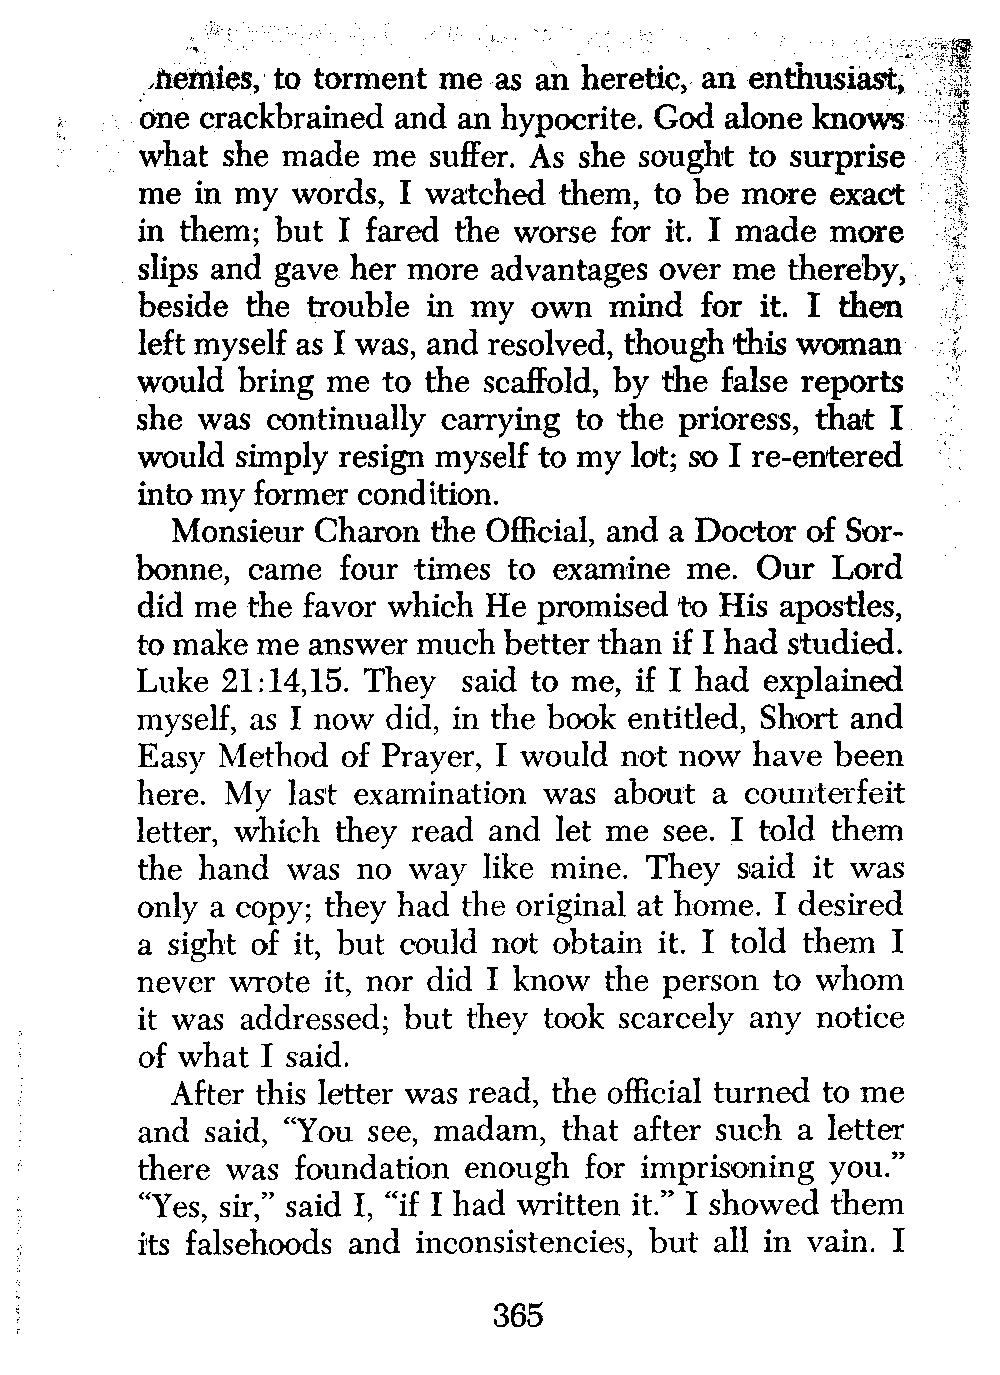 nemies, to torment me as an heretic, an enthusiast,
one crackbrained and an hypocrite. God alone knows
what she made me suffer. As she sought to surprise
me in my words, I watched them, to be more exact
in them; but I fared the worse for it. I made more
slips and gave her more advantages over me thereby,
beside the trouble in my own mind for it. I then
left myself as I was, and resolved, though this woman
would bring me to the scaffold, by the false reports
she was continually carrying to the prioress, that I
would simply resign myself to my lot; so I re-entered
into my former condition.
Monsieur Charon the Official, and a Doctor of Sor-
bonne, came four times to examine me. Our Lord
did me the favor which He promised to His apostles,
to make me answer much better than if I had studied.
Luke 21:14,15. They said to me, if I had explained
myself, as I now did, in the book entitled, Short and
Easy Method of Prayer, I would not now have been
here. My last examination was about a counterfeit
letter, which they read and let me see. I told them
the hand was no way like mine. They said it was
only a copy; they had the original at home. I desired
a sight of it, but could not obtain it. I told them I
never wrote it, nor did I know the person to whom
it was addressed; but they took scarcely any notice
of what I said.
After this letter was read, the official turned to me
and said, “You see, madam, that after such a letter
there was foundation enough for imprisoning you.”
“Yes, sir,” said I, “if I had written it.” I showed them
its falsehoods and inconsistencies, but all in vain. I
365